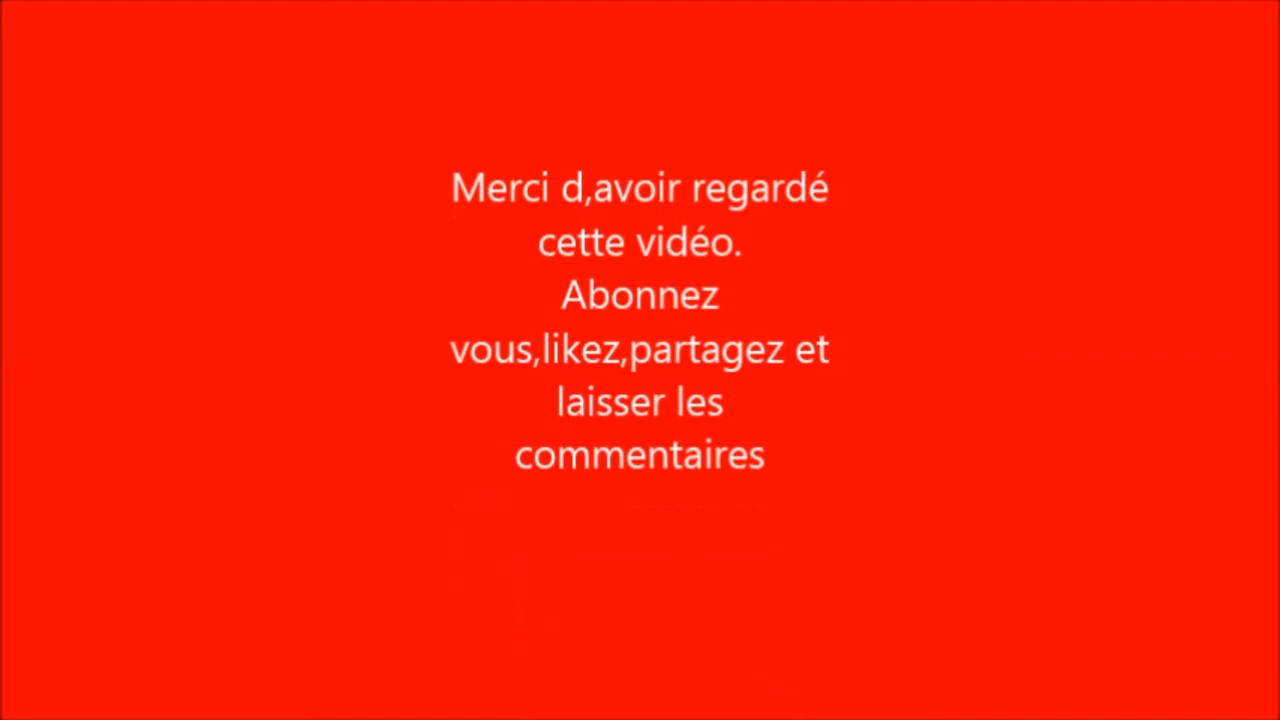 Merci d,avoir regardé
cette vidéo.
Abonnez
vous,likez,partagez et
laisser les
commentaires